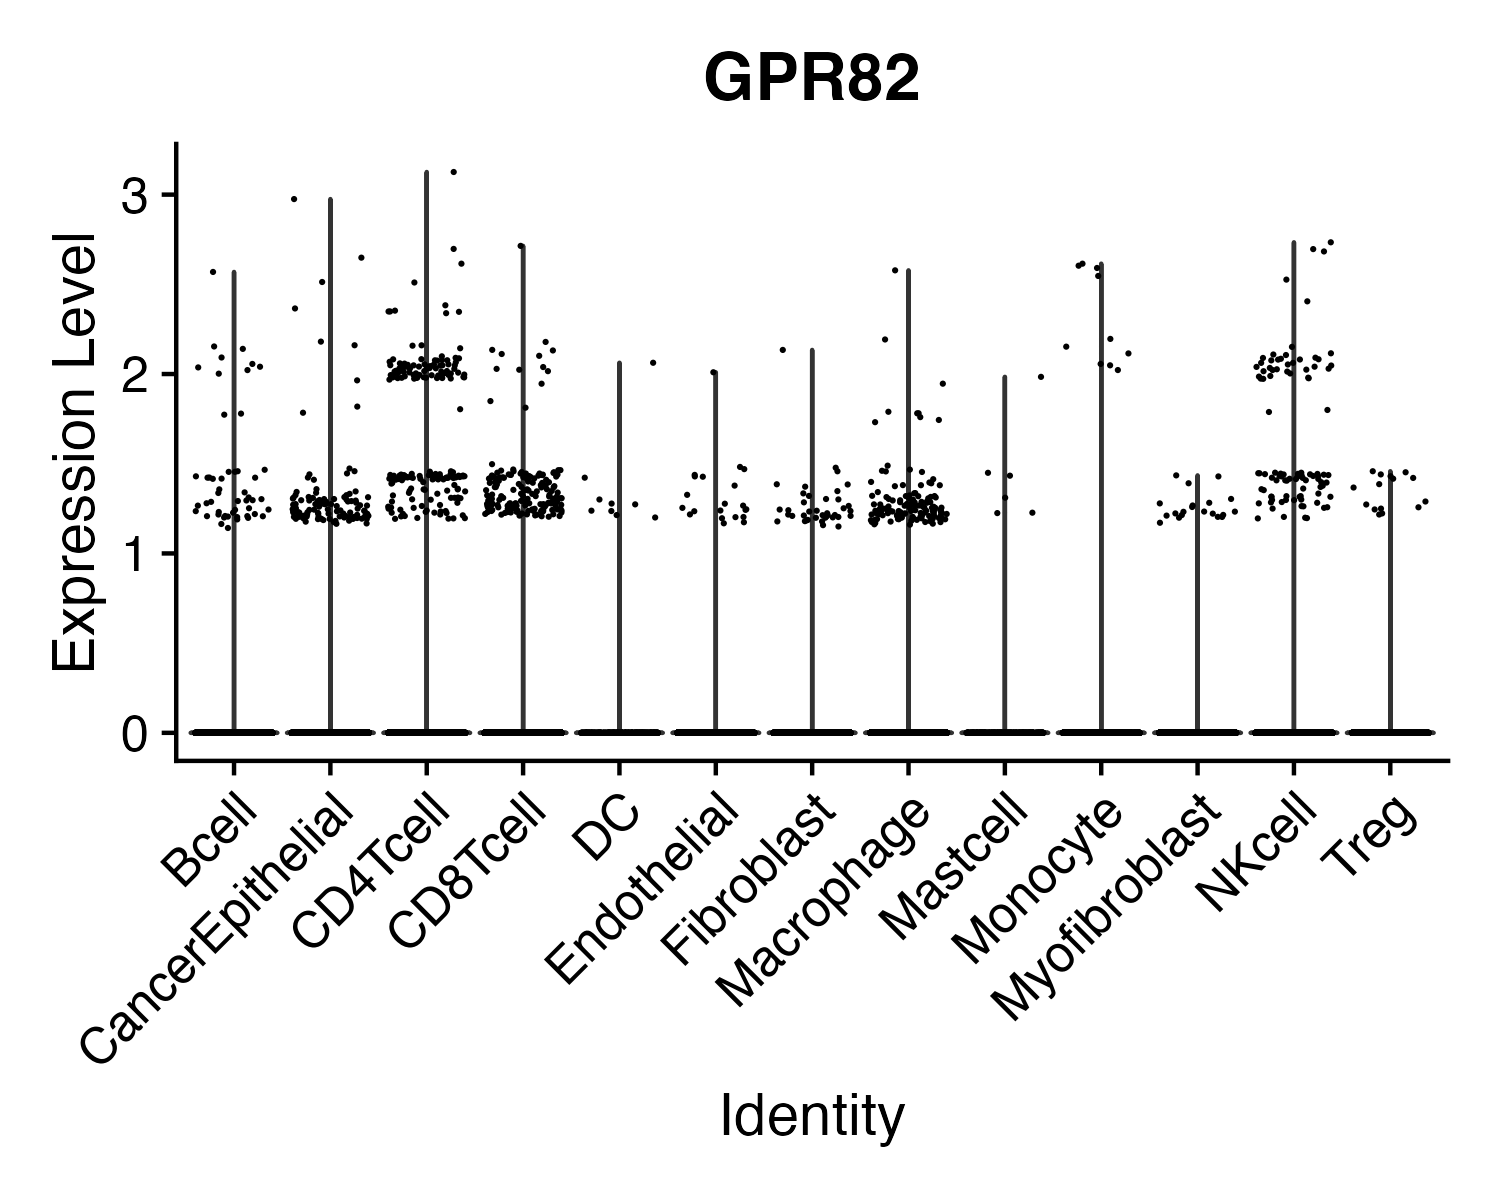 GPR82
Expression Level
3
2
1
0
Bcell
CancerEpithelial
CD4Tcell
CD8Tcell
DC
Endothelial
Fibroblast
Macrophage
Mastcell
Monocyte
Myofibroblast
NKcell
Treg
Identity